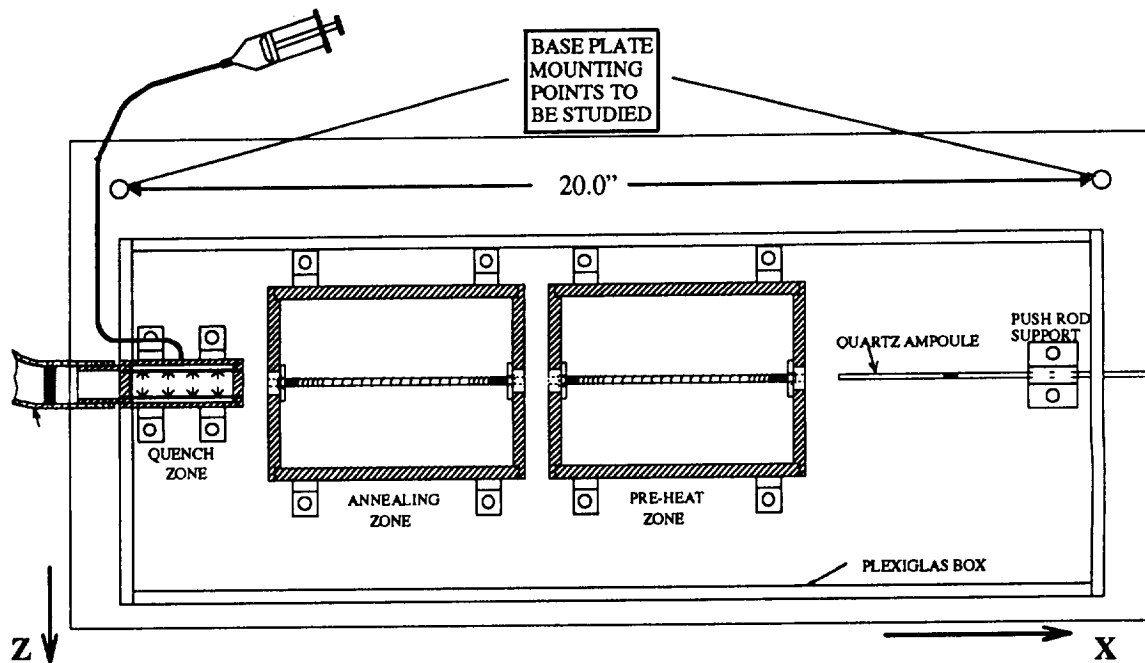 BASE PLATE
MOUNTING
POINTS TO
BE STUDIED
20.0"
PUSH ROD
SUPPORT
QUARTZ AMPOULE
QUENCH
ZONE
ANNEALING
ZONE
PRE-HEAT
ZONE
PLEXIGLAS BOX
Z
X